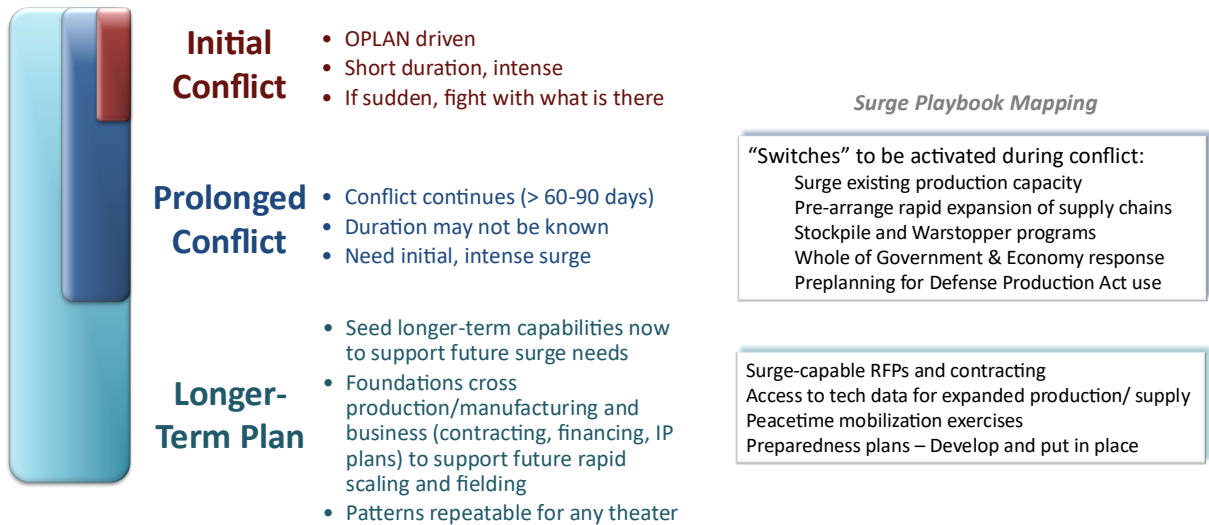 Initial
Conflict
• OPLAN driven
• Short duration, intense
• If sudden, fight with what is there
Surge Playbook Mapping
Prolonged
Conflict
• Conflict continues (> 60-90 days)
• Duration may not be known
• Need initial, intense surge
“Switches” to be activated during conflict:
Surge existing production capacity
Pre-arrange rapid expansion of supply chains
Stockpile and Warstopper programs
Whole of Government & Economy response
Preplanning for Defense Production Act use
Longer-
Term Plan
• Seed longer-term capabilities now
to support future surge needs
• Foundations cross
production/manufacturing and
business (contracting, financing, IP
plans) to support future rapid
scaling and fielding
• Patterns repeatable for any theater
Surge-capable RFPs and contracting
Access to tech data for expanded production/ supply
Peacetime mobilization exercises
Preparedness plans – Develop and put in place